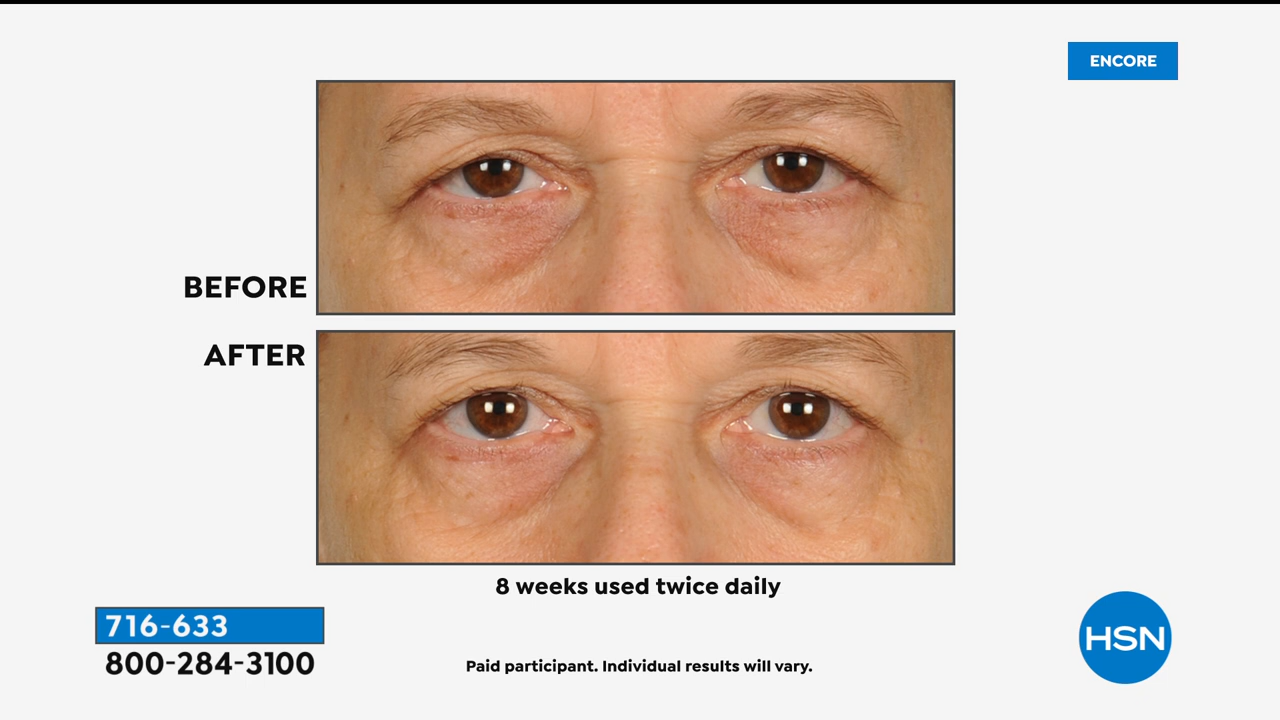 ENCORE
BEFORE
AFTER
8 weeks used twice daily
716-633
800-284-3100
Paid participant. Individual results will vary.
HSN